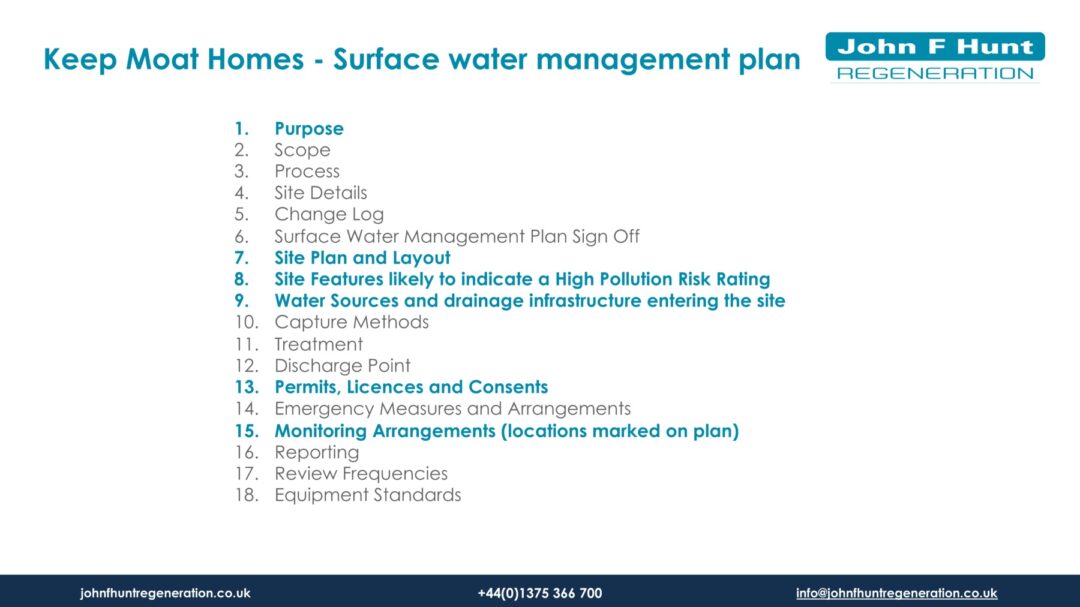 Keep Moat Homes - Surface water management plan
John F Hunt
REGENERATION
1. Purpose
2. Scope
3. Process
4. Site Details
5. Change Log
6. Surface Water Management Plan Sign Off
7. Site Plan and Layout
8. Site Features likely to indicate a High Pollution Risk Rating
9. Water Sources and drainage infrastructure entering the site
10. Capture Methods
11. Treatment
12. Discharge Point
13. Permits, Licences and Consents
14. Emergency Measures and Arrangements
15. Monitoring Arrangements (locations marked on plan)
16. Reporting
17. Review Frequencies
18. Equipment Standards
johnfhuntregeneration.co.uk +44(0)1375 366 700 info@johnfhuntregeneration.co.uk